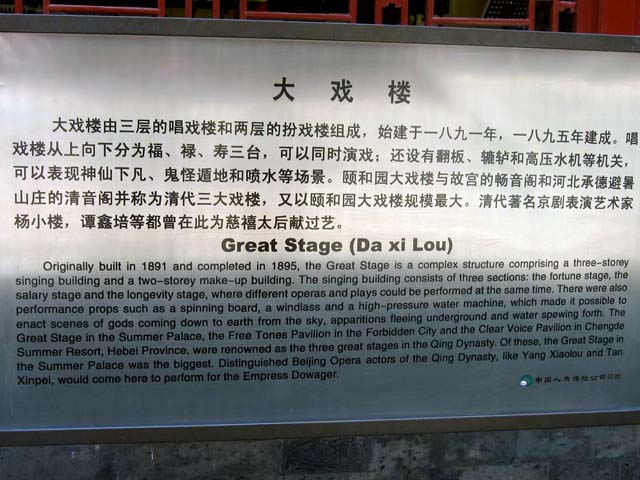 大戏楼
大戏楼由三层的唱戏楼和两层的扮戏楼组成，始建于一八九一年，一八九五年建成。唱
戏楼从上向下分为福、禄、寿三台，可以同时演戏；还设有翻板、辘轳和高压水机等机关，
可以表现神仙下凡、鬼怪遁地和喷水等场景。颐和园大戏楼与故宫的畅音阁和河北承德避暑
山庄的清音阁并称为清代三大戏楼，又以颐和园大戏楼规模最大。清代著名京剧表演艺术家
杨小楼，谭鑫培等都曾在此为慈禧太后献过艺。
Great Stage (Da xi Lou)
Originally built in 1891 and completed in 1895, the Great Stage is a complex structure comprising a three-storey
singing building and a two-storey make-up building. The singing building consists of three sections: the fortune stage, the
salary stage and the longevity stage, where different operas and plays could be performed at the same time. There were also
performance props such as a spinning board, a windlass and a high-pressure water machine, which made it possible to
enact scenes of gods coming down to earth from the sky, apparitions fleeing underground and water spewing forth. The
Great Stage in the Summer Palace, the Free Tones Pavilion in the Forbidden City and the Clear Voice Pavilion in Chengde
Summer Resort, Hebei Province, were renowned as the three great stages in the Qing Dynasty. Of these, the Great Stage in
the Summer Palace was the biggest. Distinguished Beijing Opera actors of the Qing Dynasty, like Yang Xiaolou and Tan
Xinpei, would come here to perform for the Empress Dowager.
中国人寿保险公司